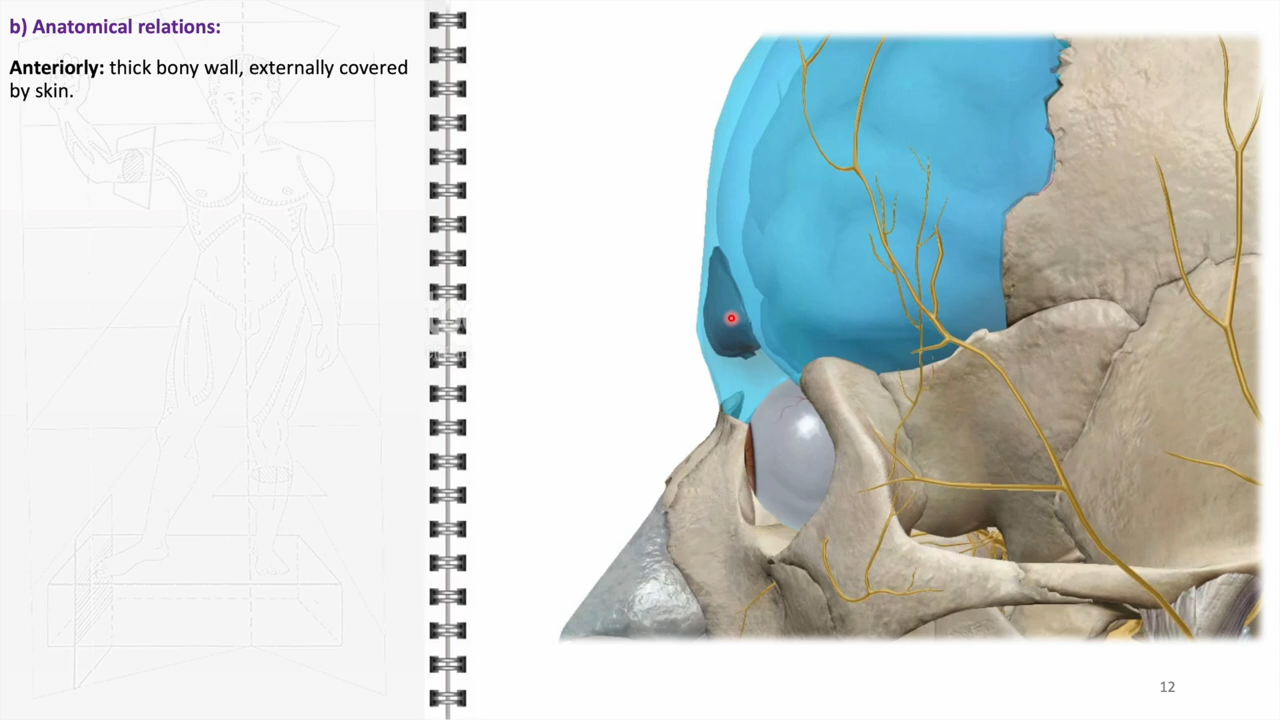 b) Anatomical relations:
Anteriorly: thick bony wall, externally covered
by skin.
12